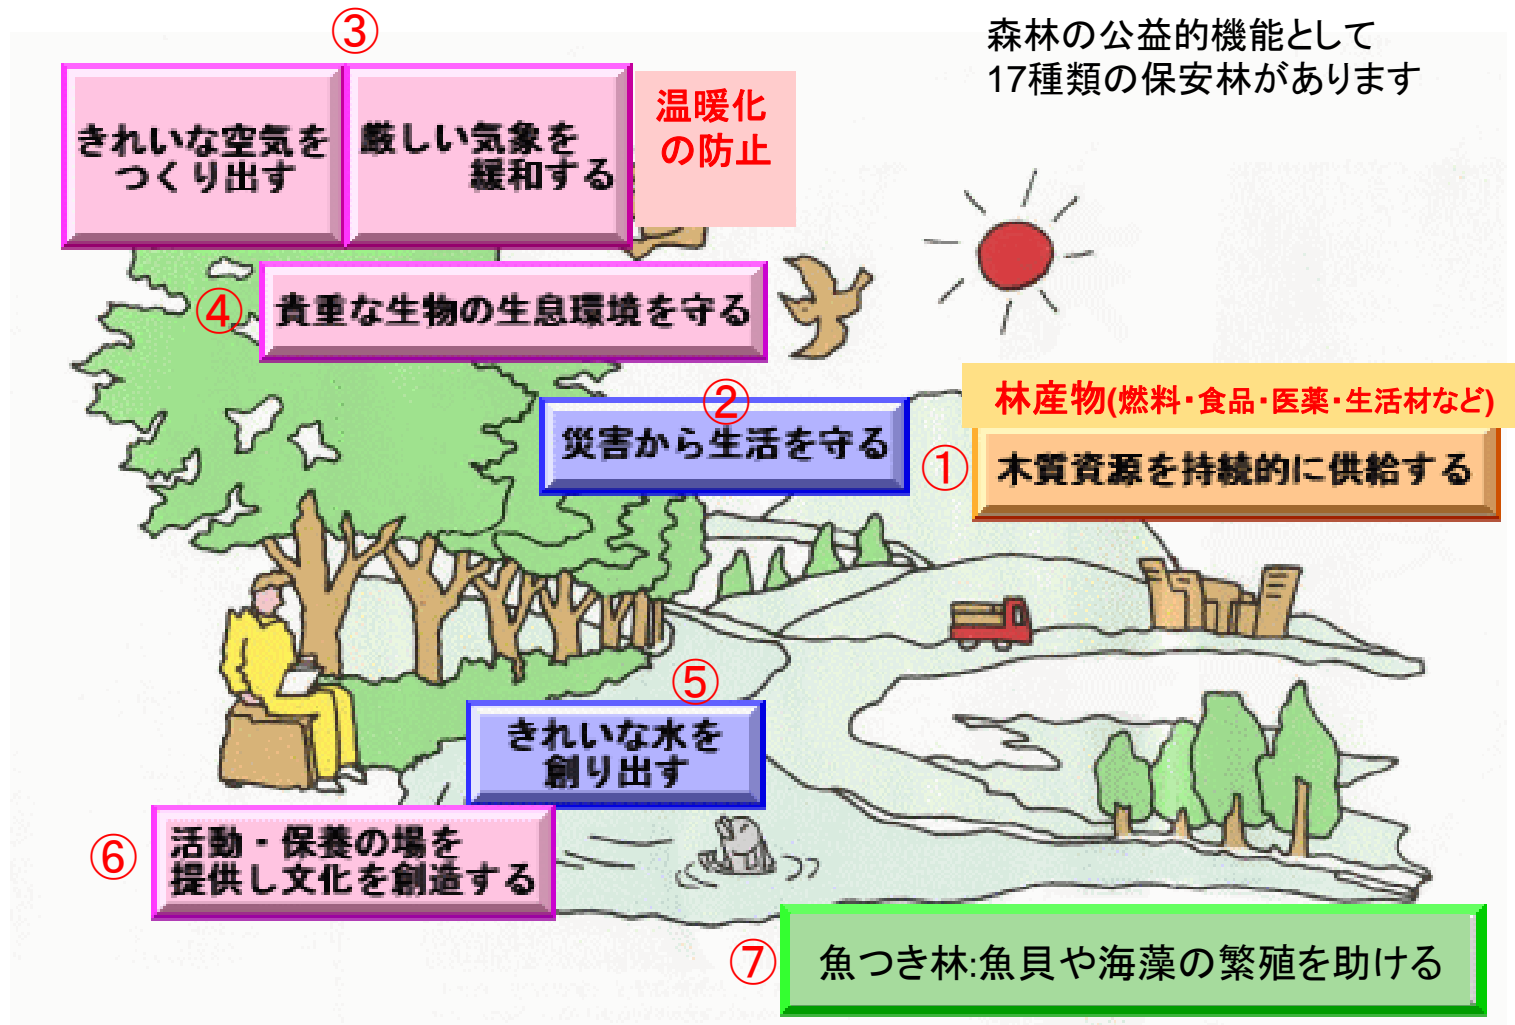 ③
森林の公益的機能として
17種類の保安林があります
きれいな空気を
つくり出す
厳しい気象を
緩和する
温暖化
の防止
④
貴重な生物の生息環境を守る
②
災害から生活を守る
林産物(燃料・食品・医薬・生活材など)
①
木質資源を持続的に供給する
⑤
きれいな水を
創り出す
⑥
活動・保養の場を
提供し文化を創造する
⑦
魚つき林:魚貝や海藻の繁殖を助ける